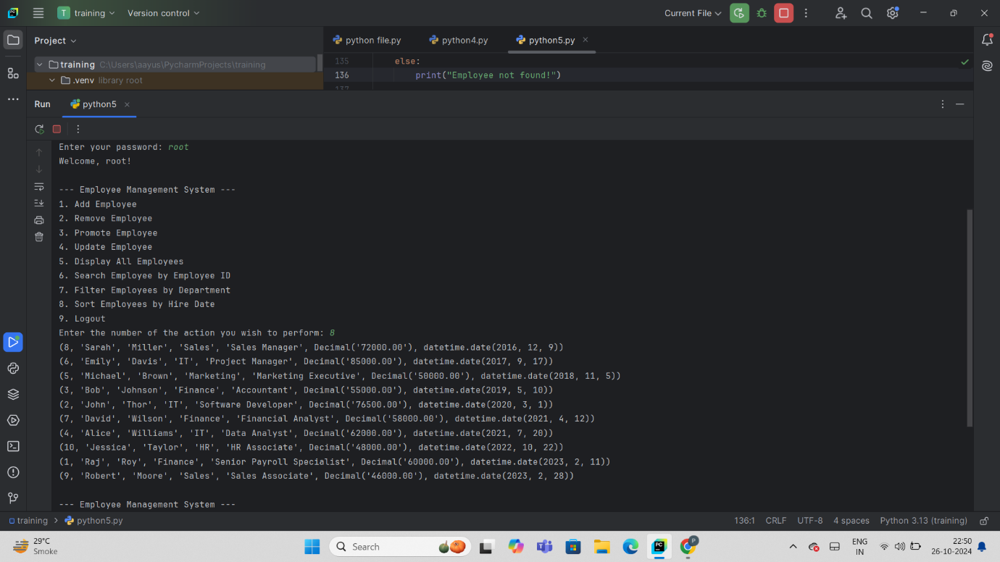 T training Version control Current File
Project
python file.py python4.py python5.py
training C:\Users\aayus\PycharmProjects\training
.venv library root
135 else:
136 print("Employee not found!")
137
Run python5
Enter your password: root
Welcome, root!
--- Employee Management System ---
1. Add Employee
2. Remove Employee
3. Promote Employee
4. Update Employee
5. Display All Employees
6. Search Employee by Employee ID
7. Filter Employees by Department
8. Sort Employees by Hire Date
9. Logout
Enter the number of the action you wish to perform: 8
(8, 'Sarah', 'Miller', 'Sales', 'Sales Manager', Decimal('72000.00'), datetime.date(2016, 12, 9))
(6, 'Emily', 'Davis', 'IT', 'Project Manager', Decimal('85000.00'), datetime.date(2017, 9, 17))
(5, 'Michael', 'Brown', 'Marketing', 'Marketing Executive', Decimal('50000.00'), datetime.date(2018, 11, 5))
(3, 'Bob', 'Johnson', 'Finance', 'Accountant', Decimal('55000.00'), datetime.date(2019, 5, 10))
(2, 'John', 'Thor', 'IT', 'Software Developer', Decimal('76500.00'), datetime.date(2020, 3, 1))
(7, 'David', 'Wilson', 'Finance', 'Financial Analyst', Decimal('58000.00'), datetime.date(2021, 4, 12))
(4, 'Alice', 'Williams', 'IT', 'Data Analyst', Decimal('62000.00'), datetime.date(2021, 7, 20))
(10, 'Jessica', 'Taylor', 'HR', 'HR Associate', Decimal('48000.00'), datetime.date(2022, 10, 22))
(1, 'Raj', 'Roy', 'Finance', 'Senior Payroll Specialist', Decimal('60000.00'), datetime.date(2023, 2, 11))
(9, 'Robert', 'Moore', 'Sales', 'Sales Associate', Decimal('46000.00'), datetime.date(2023, 2, 28))
--- Employee Management System ---
training > python5.py 136:1 CRLF UTF-8 4 spaces Python 3.13 (training)
29°C
Smoke
Search
ENG
IN
22:50
26-10-2024